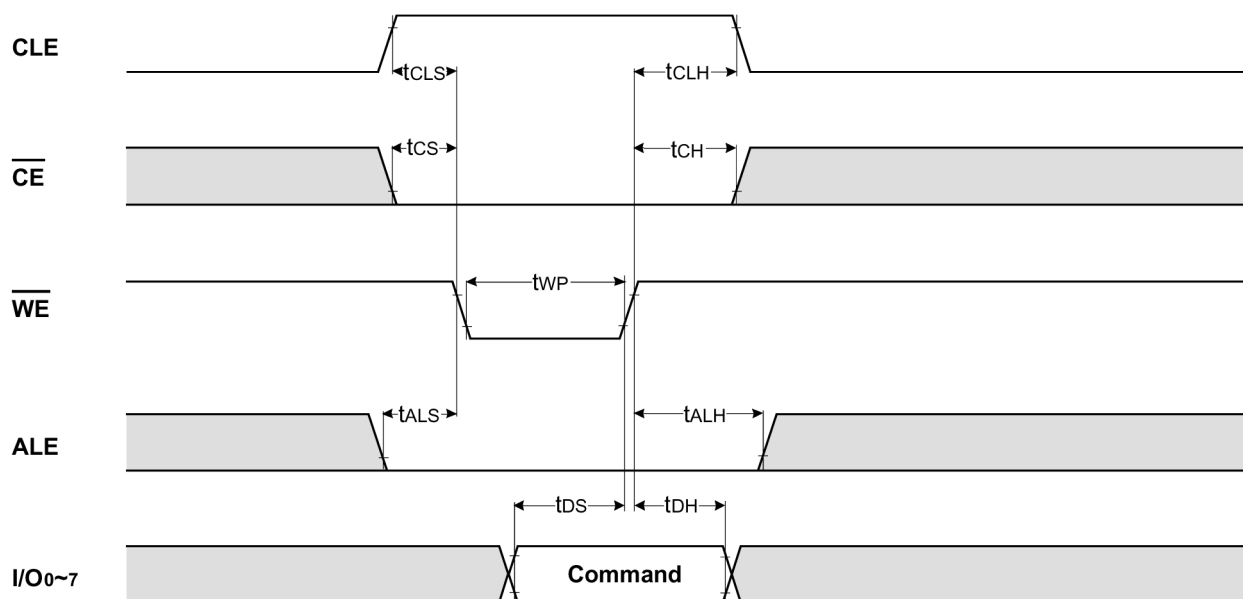 CLE
tCLS
tCLH
CE
tCS
tCH
WE
tWP
ALE
tALS
tALH
tDS
tDH
I/O0~7
Command